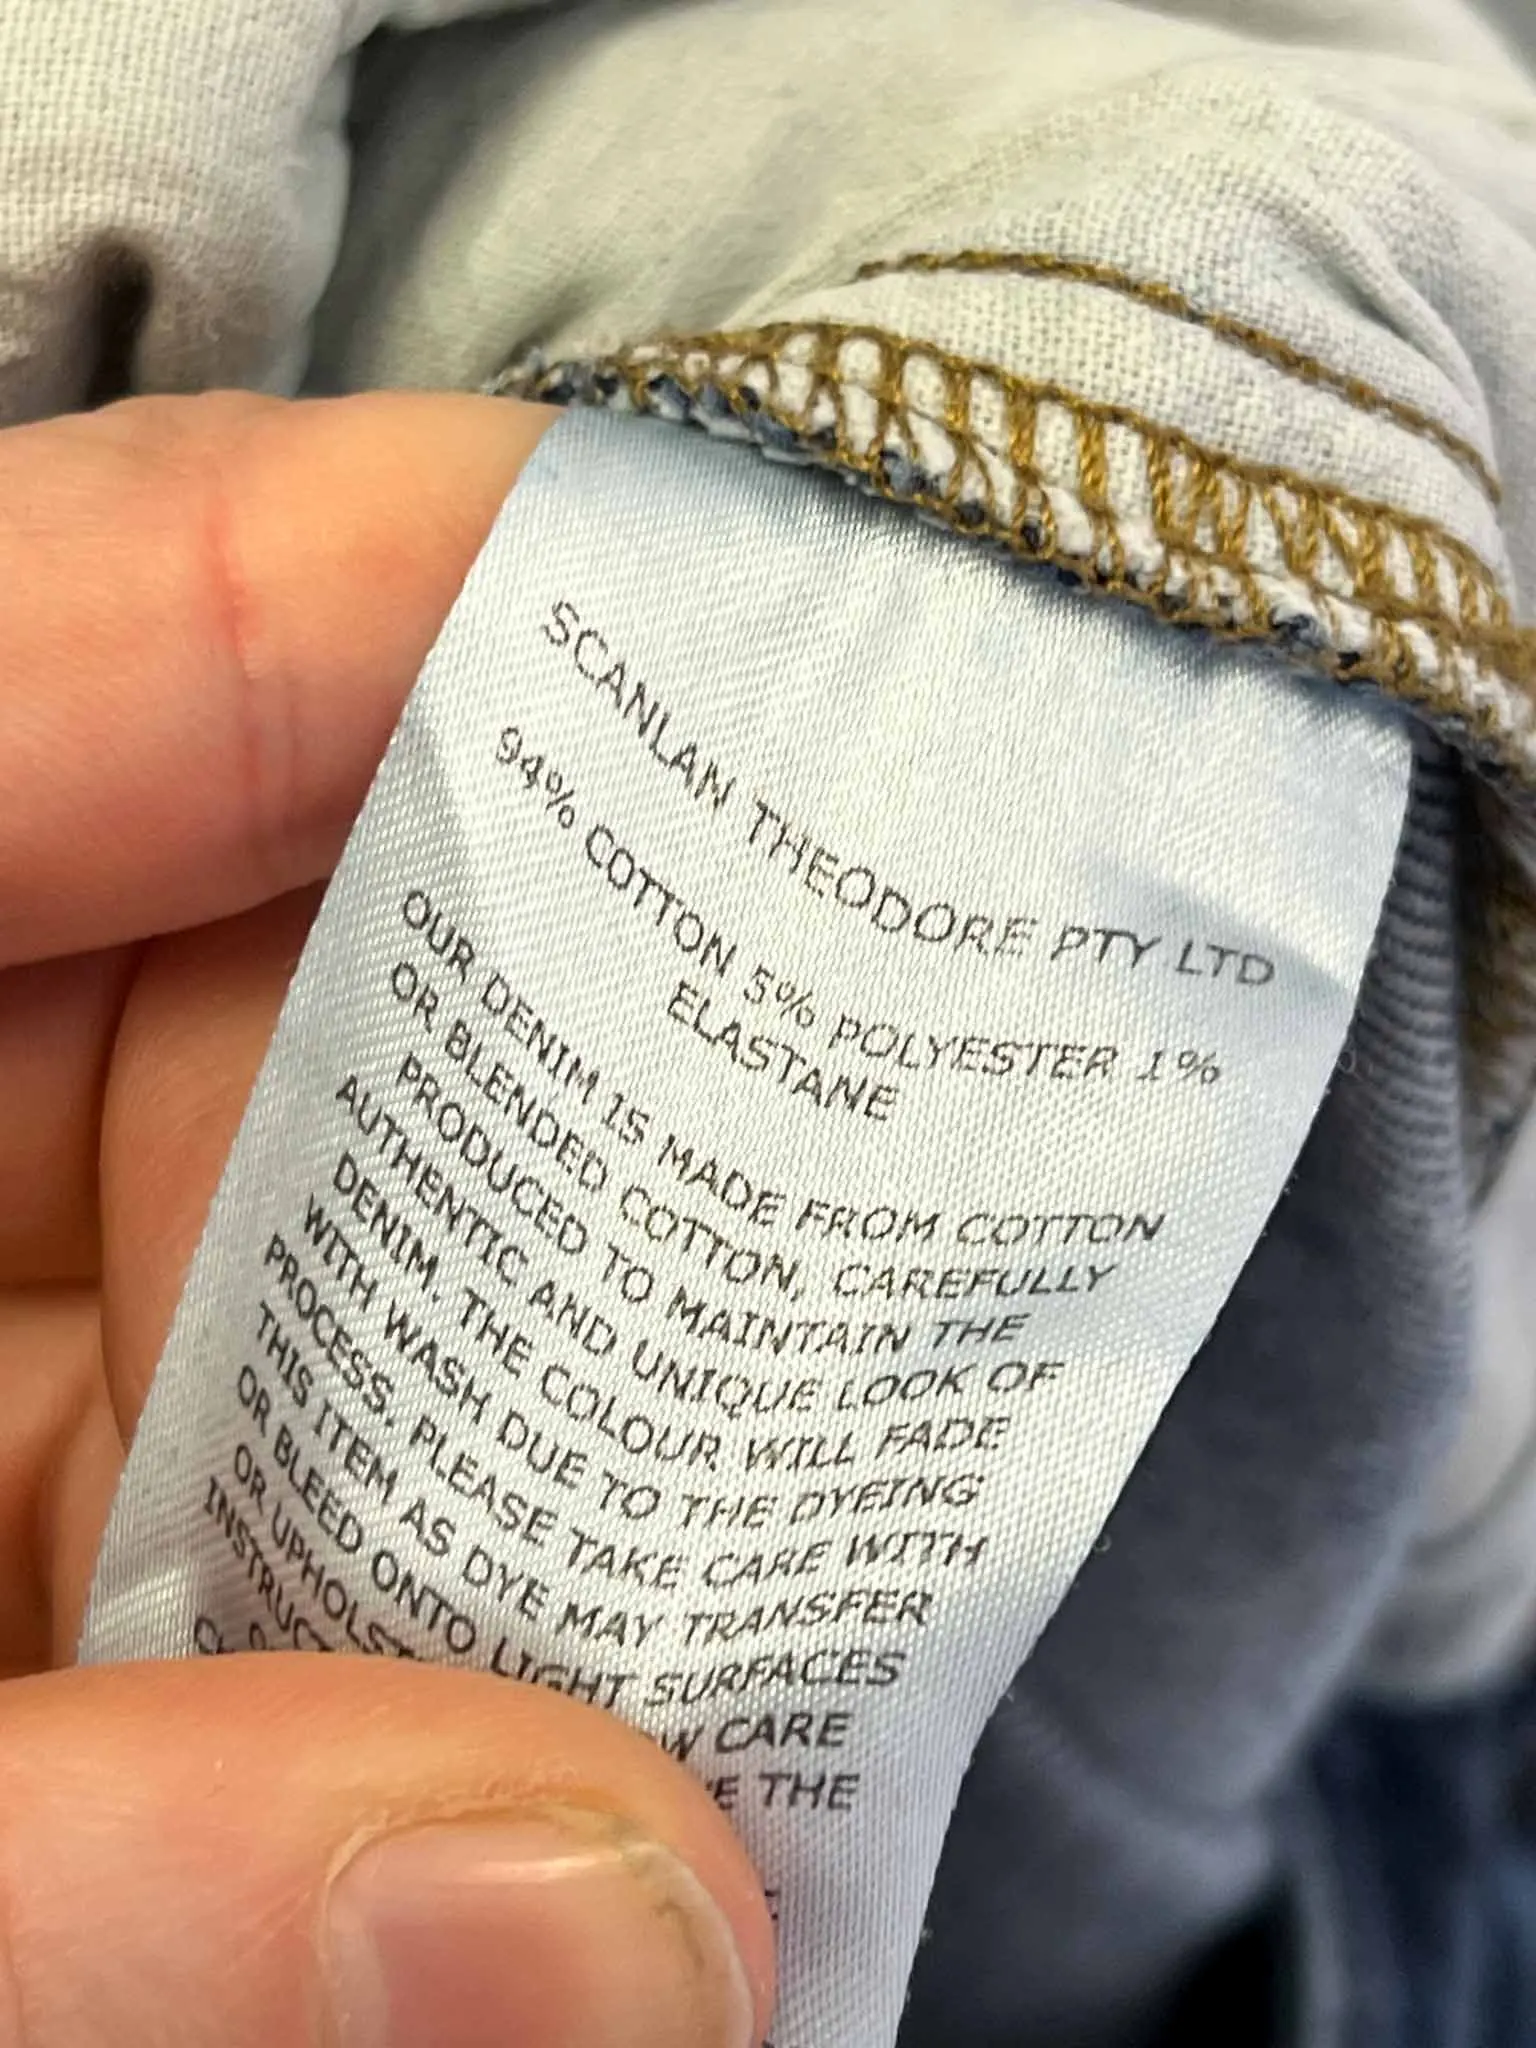 SCANLAN THEODORE PTY LTD
94% COTTON 5% POLYESTER 1%
ELASTANE
OUR DENIM IS MADE FROM COTTON
OR BLENDED COTTON, CAREFULLY
PRODUCED TO MAINTAIN THE
AUTHENTIC AND UNIQUE LOOK OF
DENIM. THE COLOUR WILL FADE
WITH WASH DUE TO THE DYEING
PROCESS. PLEASE TAKE CARE WITH
THIS ITEM AS DYE MAY TRANSFER
OR BLEED ONTO LIGHT SURFACES
OR CARE
THE